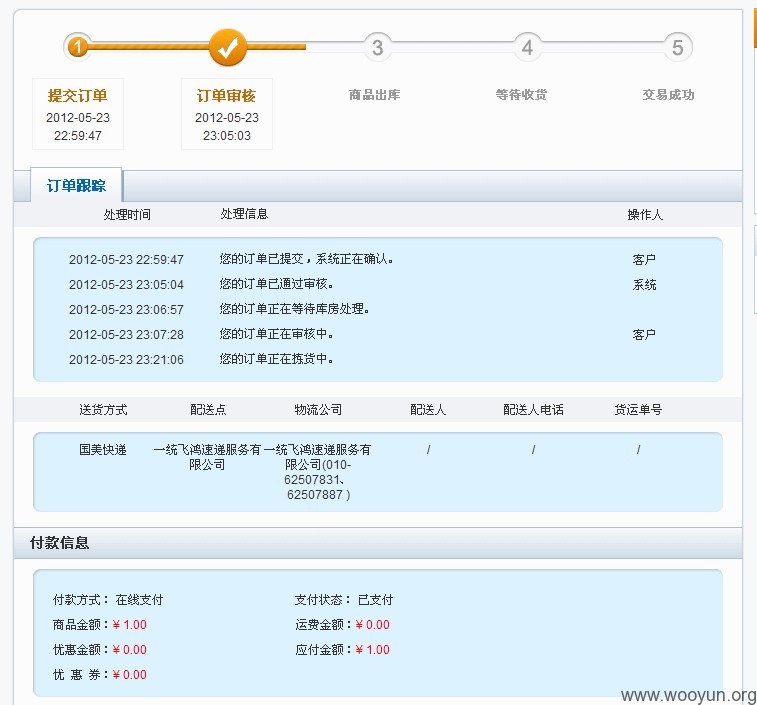 1 3 4 5
提交订单 订单审核 商品出库 等待收货 交易成功
2012-05-23 2012-05-23
22:59:47 23:05:03
订单跟踪
处理时间 处理信息 操作人
2012-05-23 22:59:47 您的订单已提交，系统正在确认。 客户
2012-05-23 23:05:04 您的订单已通过审核。 系统
2012-05-23 23:06:57 您的订单正在等待库房处理。
2012-05-23 23:07:28 您的订单正在审核中。 客户
2012-05-23 23:21:06 您的订单正在拣货中。
送货方式 配送点 物流公司 配送人 配送人电话 货运单号
国美快递 一统飞鸿速递服务有 一统飞鸿速递服务有 / / /
限公司 限公司(010-
62507831、
62507887 )
付款信息
付款方式： 在线支付 支付状态： 已支付
商品金额：¥ 1.00 运费金额：¥ 0.00
优惠金额：¥ 0.00 应付金额：¥ 1.00
优 惠 券：¥ 0.00
www.wooyun.org